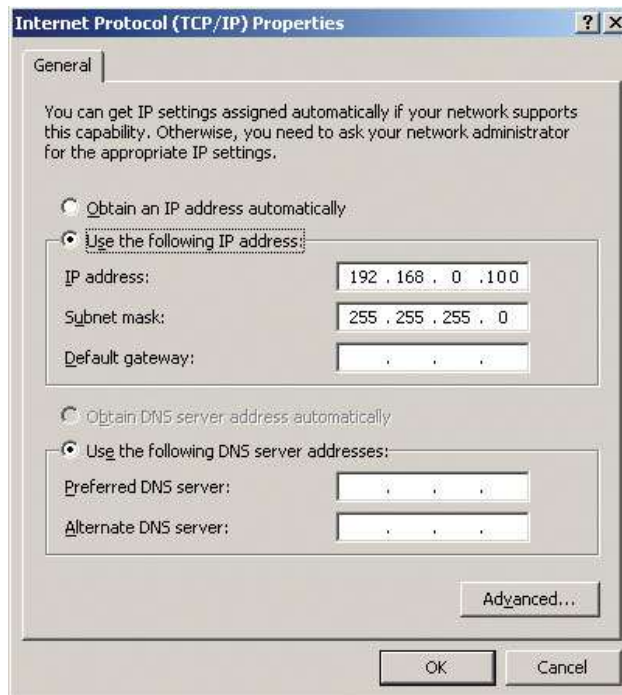 Internet Protocol (TCP/IP) Properties
General
You can get IP settings assigned automatically if your network supports
this capability. Otherwise, you need to ask your network administrator
for the appropriate IP settings.
Obtain an IP address automatically
Use the following IP address:
IP address: 192 . 168 . 0 . 100
Subnet mask: 255 . 255 . 255 . 0
Default gateway: . . .
Obtain DNS server address automatically
Use the following DNS server addresses:
Preferred DNS server: . . .
Alternate DNS server: . . .
Advanced...
OK Cancel